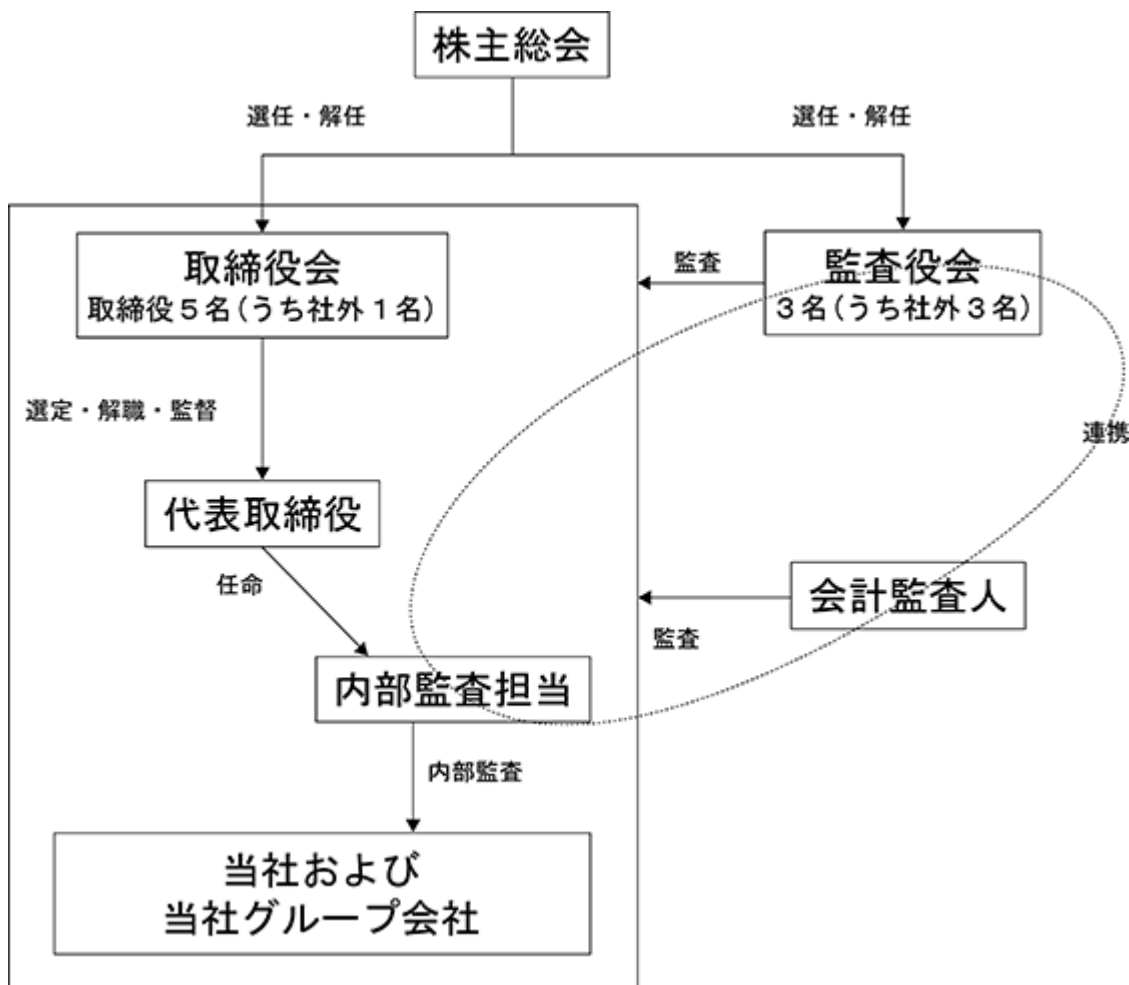 株主総会
選任・解任
選任・解任
取締役会
取締役５名（うち社外１名）
監査
監査役会
３名（うち社外３名）
選定・解職・監督
連携
代表取締役
任命
会計監査人
監査
内部監査担当
内部監査
当社および
当社グループ会社